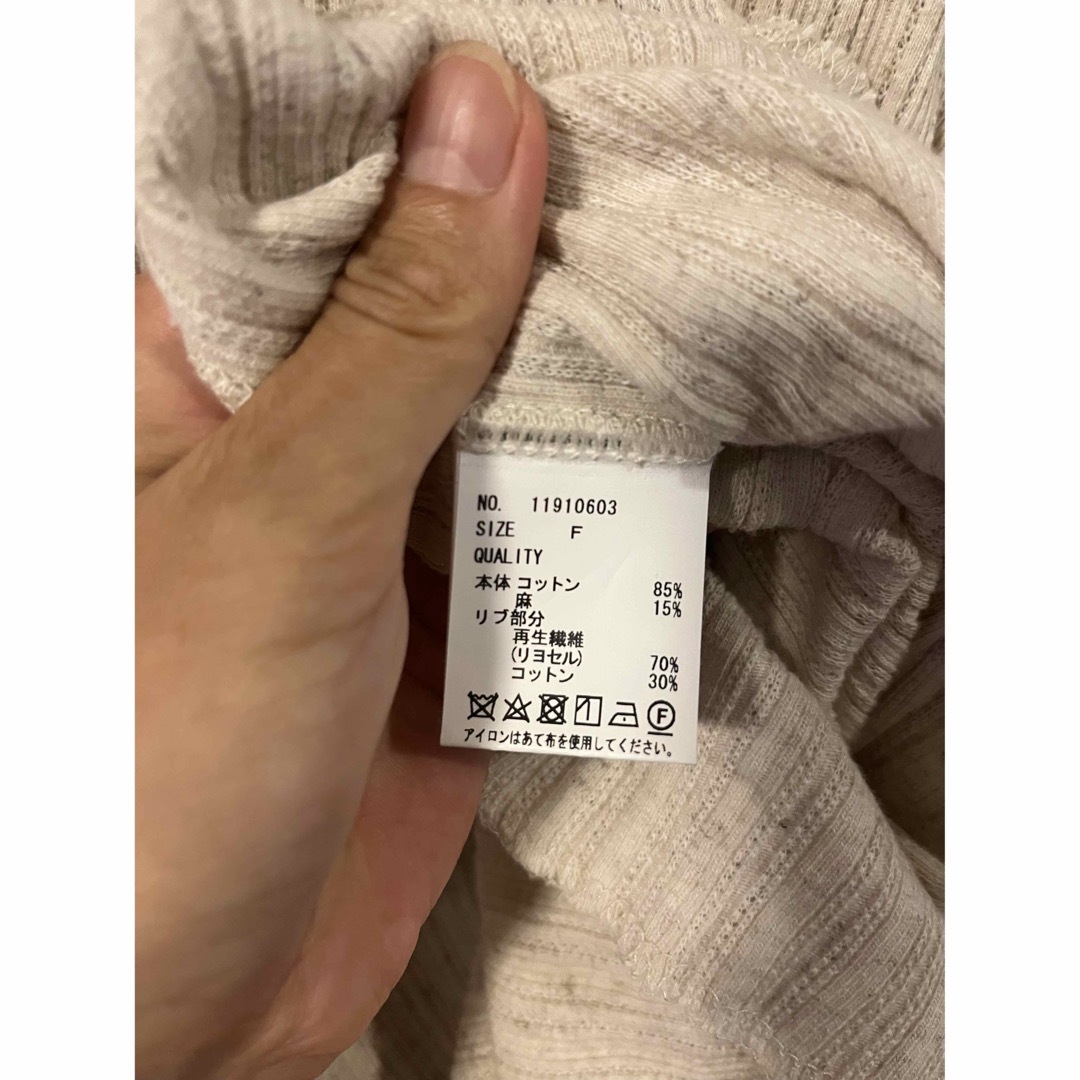 NO. 11910603
SIZE F
QUALITY
本体 コットン 85%
麻 15%
リブ部分
再生繊維
(リヨセル) 70%
コットン 30%
F
アイロンはあて布を使用してください。